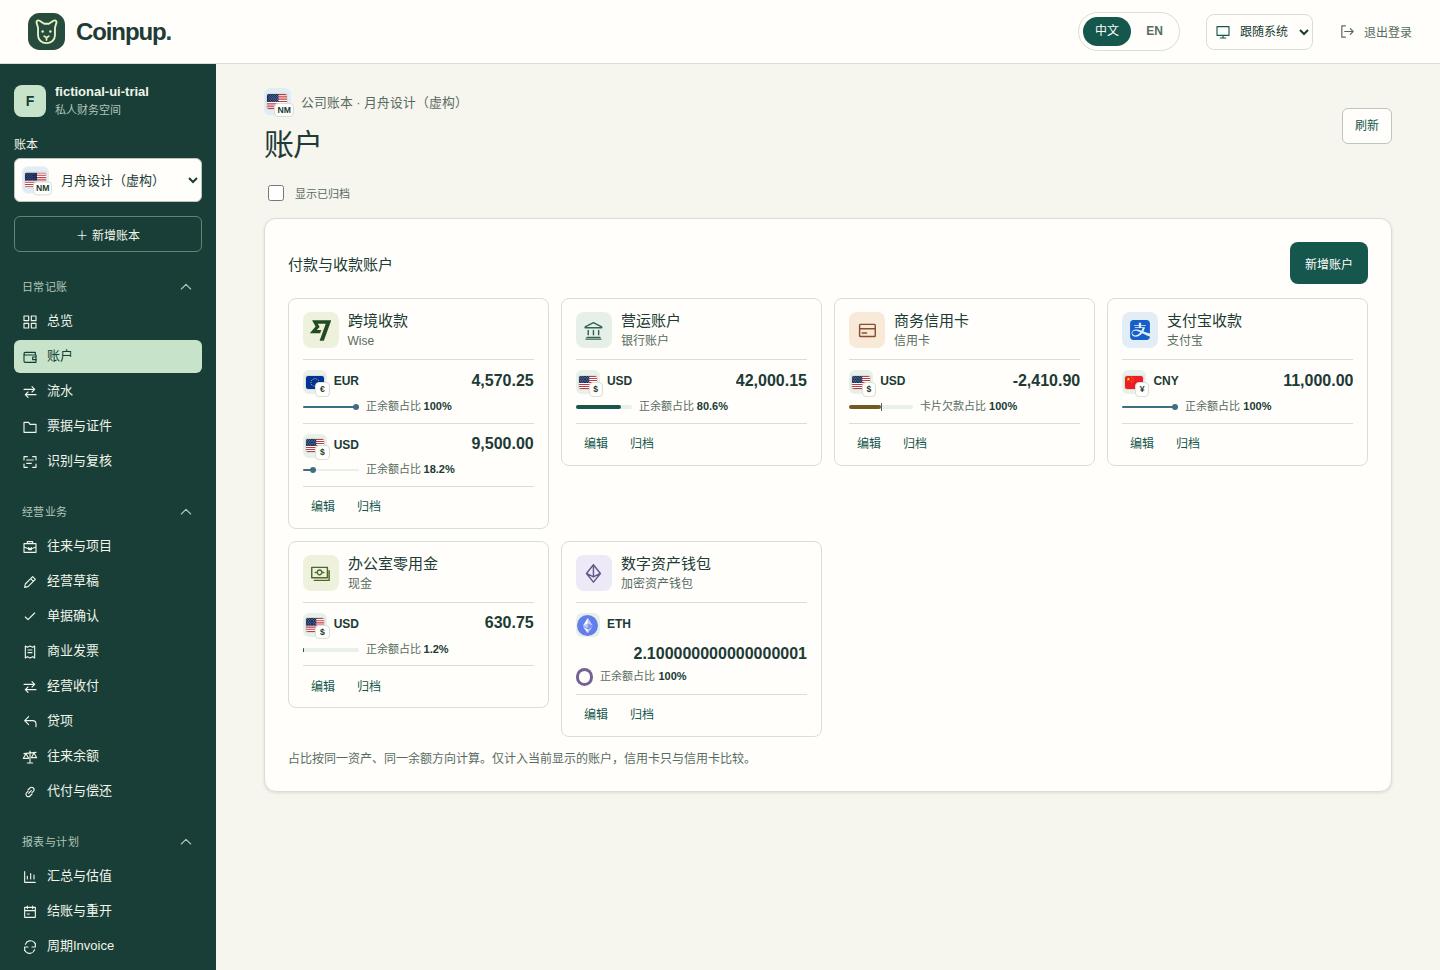 Coinpup.
中文 EN
跟随系统
退出登录
F
fictional-ui-trial
私人财务空间
账本
NM
月舟设计（虚构）
＋ 新增账本
日常记账
总览
账户
流水
票据与证件
识别与复核
经营业务
往来与项目
经营草稿
单据确认
商业发票
经营收付
贷项
往来余额
代付与偿还
报表与计划
汇总与估值
结账与重开
周期Invoice
NM
公司账本 · 月舟设计（虚构）
账户
刷新
显示已归档
付款与收款账户
新增账户
跨境收款
Wise
€
EUR 4,570.25
正余额占比 100%
$
USD 9,500.00
正余额占比 18.2%
编辑 归档
营运账户
银行账户
$
USD 42,000.15
正余额占比 80.6%
编辑 归档
商务信用卡
信用卡
$
USD -2,410.90
卡片欠款占比 100%
编辑 归档
支
支付宝收款
支付宝
¥
CNY 11,000.00
正余额占比 100%
编辑 归档
办公室零用金
现金
$
USD 630.75
正余额占比 1.2%
编辑 归档
数字资产钱包
加密资产钱包
ETH
2.100000000000000001
正余额占比 100%
编辑 归档
占比按同一资产、同一余额方向计算。仅计入当前显示的账户，信用卡只与信用卡比较。